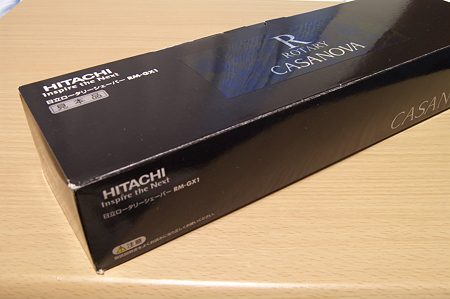 HITACHI
Inspire the Next
日立ロータリーシェーバー RM-GX1
見本品
R
ROTARY
CASANOVA
HITACHI
Inspire the Next
日立ロータリーシェーバー RM-GX1
注意
CASANOVA